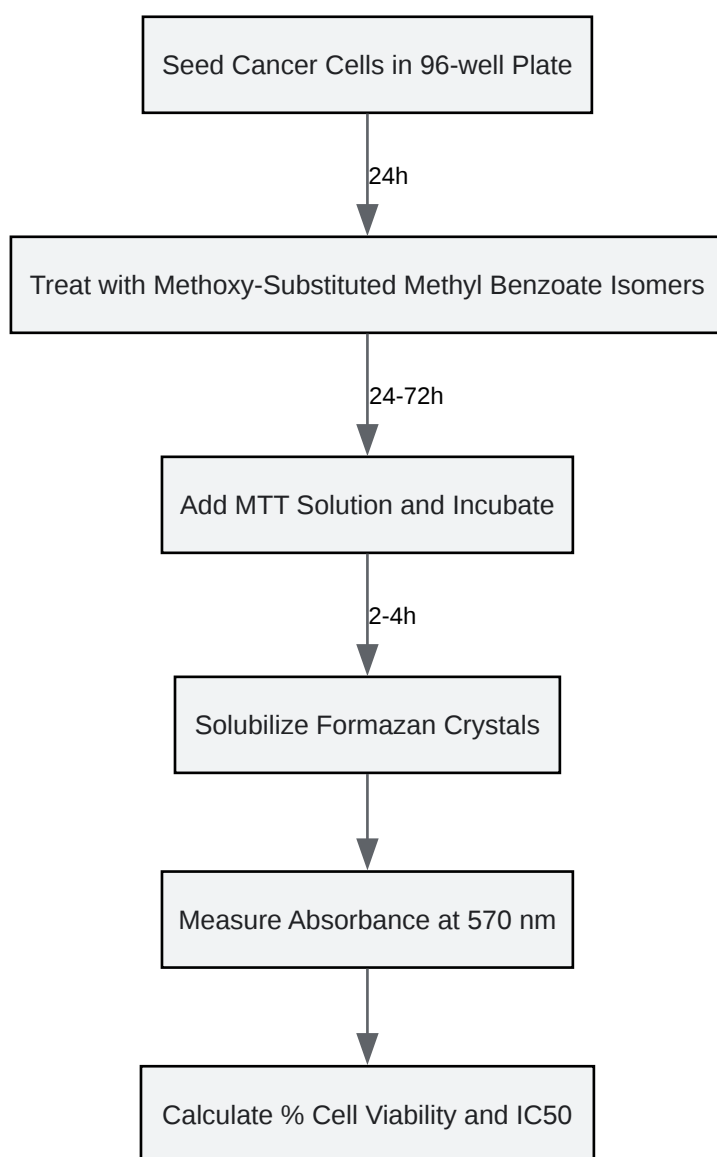 Seed Cancer Cells in 96-well Plate
24h
Treat with Methoxy-Substituted Methyl Benzoate Isomers
24-72h
Add MTT Solution and Incubate
2-4h
Solubilize Formazan Crystals
Measure Absorbance at 570 nm
Calculate % Cell Viability and IC50